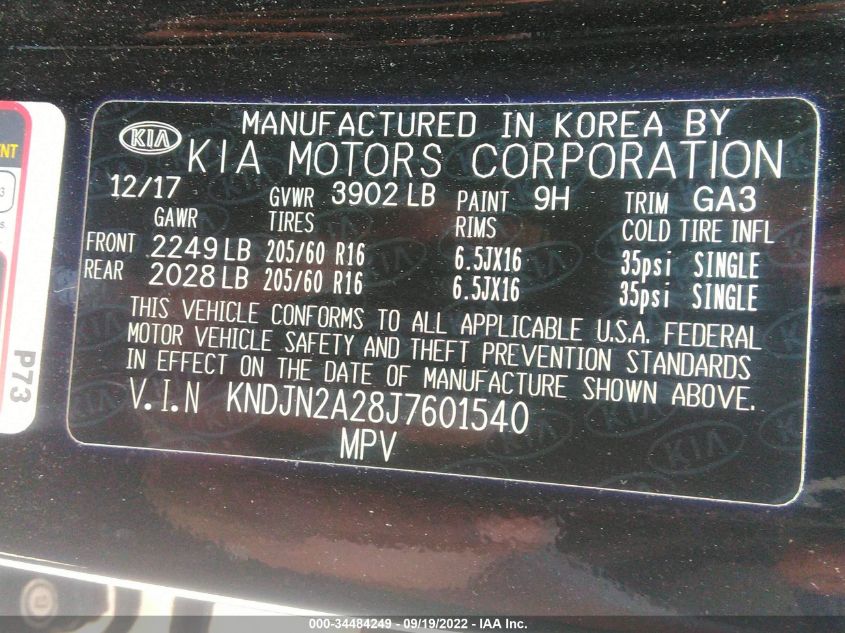 MANUFACTURED IN KOREA BY
KIA KIA MOTORS CORPORATION
12/17 GVWR 3902 LB PAINT 9H TRIM GA3
GAWR TIRES RIMS COLD TIRE INFL
FRONT 2249 LB 205/60 R16 6.5JX16 35psi SINGLE
REAR 2028 LB 205/60 R16 6.5JX16 35psi SINGLE
THIS VEHICLE CONFORMS TO ALL APPLICABLE U.S.A. FEDERAL
MOTOR VEHICLE SAFETY AND THEFT PREVENTION STANDARDS
IN EFFECT ON THE DATE OF MANUFACTURE SHOWN ABOVE.
V.I.N KNDJN2A28J7601540
MPV
P73
000-34484249 - 09/19/2022 - IAA Inc.